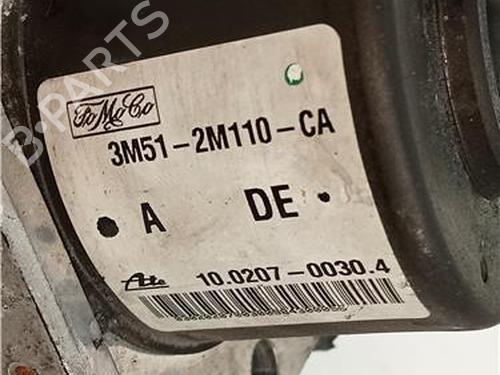 B-PARTS
FoMoCo
3M51-2M110-CA
A DE
Ate 10.0207-0030.4